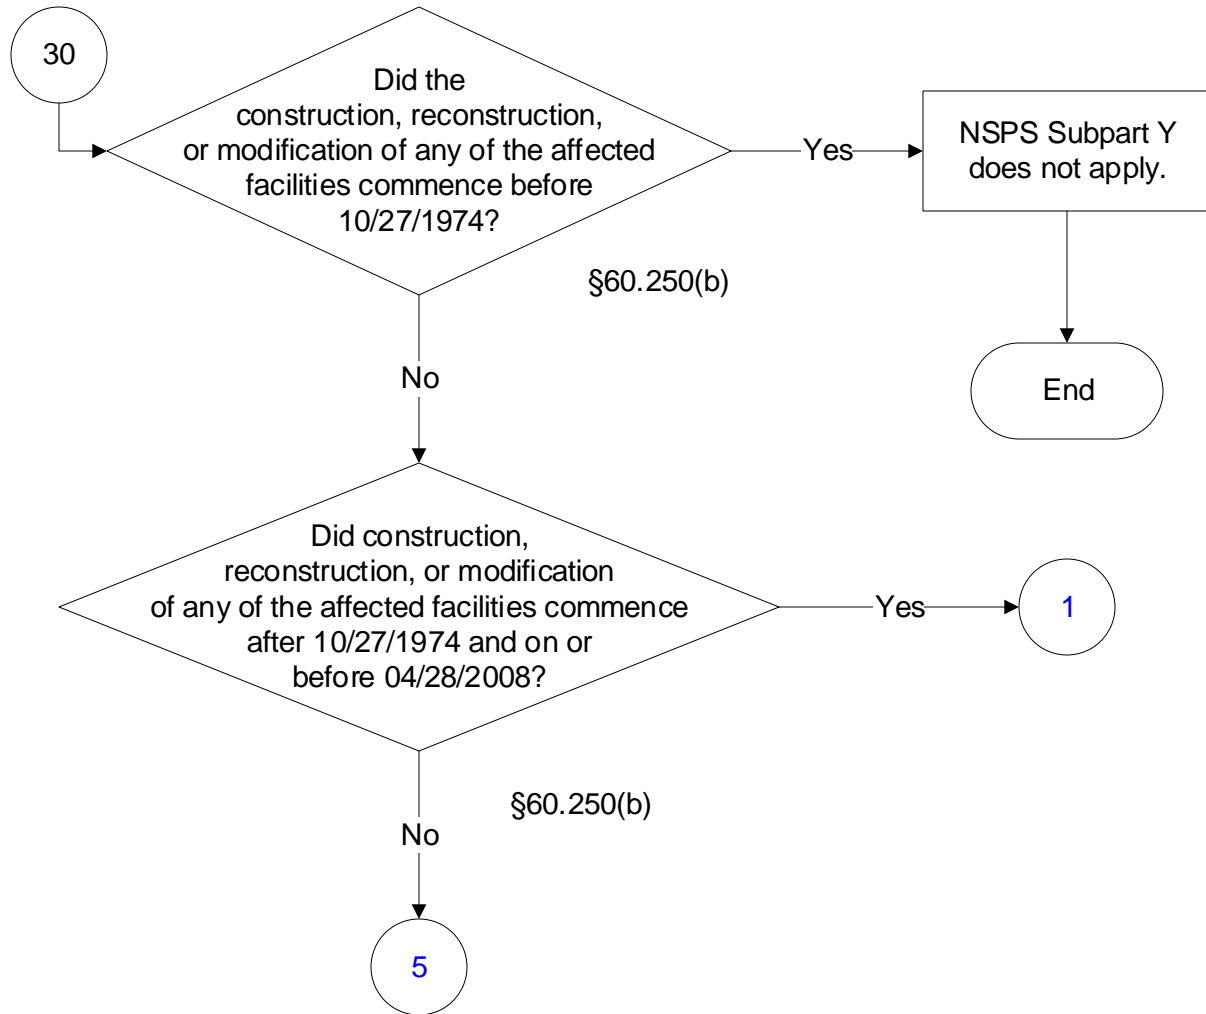 30
Did the
construction, reconstruction,
or modification of any of the affected
facilities commence before
10/27/1974?
Yes
NSPS Subpart Y
does not apply.
§60.250(b)
No
End
Did construction,
reconstruction, or modification
of any of the affected facilities commence
after 10/27/1974 and on or
before 04/28/2008?
Yes
1
§60.250(b)
No
5